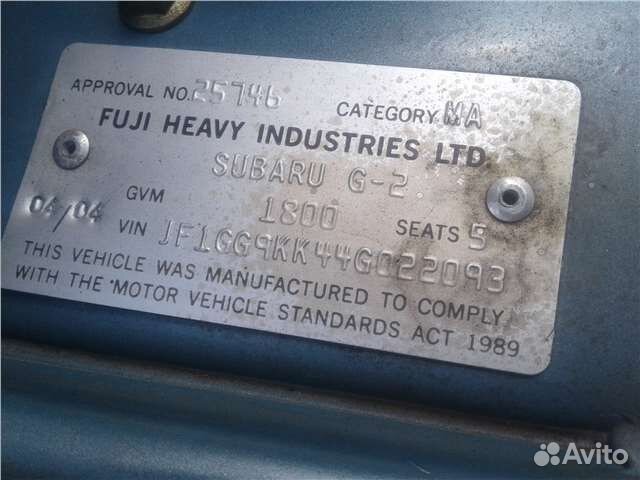 APPROVAL NO. 25746 CATEGORY MA
FUJI HEAVY INDUSTRIES LTD.
SUBARU G-2
04/04 GVM 1800 SEATS 5
VIN JF1GG9KK44G022093
THIS VEHICLE WAS MANUFACTURED TO COMPLY
WITH THE MOTOR VEHICLE STANDARDS ACT 1989
Avito